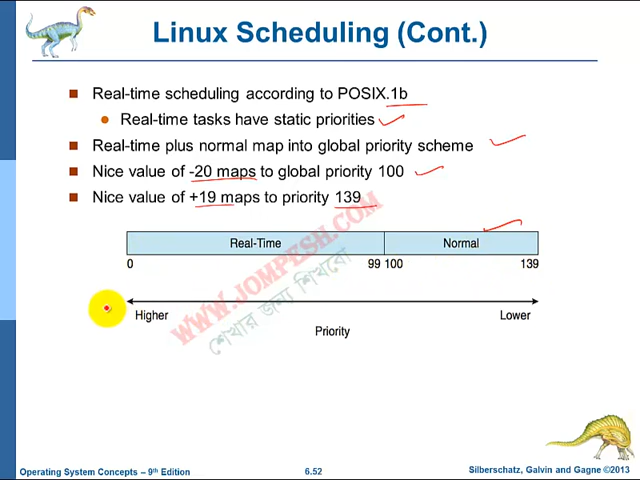 Linux Scheduling (Cont.)
Real-time scheduling according to POSIX.1b
Real-time tasks have static priorities
Real-time plus normal map into global priority scheme
Nice value of -20 maps to global priority 100
Nice value of +19 maps to priority 139
Real-Time Normal
0 99 100 139
Higher Lower
Priority
WWW.JOMPESH.COM
শেখার জন্য শিখবো
Operating System Concepts – 9th Edition 6.52 Silberschatz, Galvin and Gagne ©2013